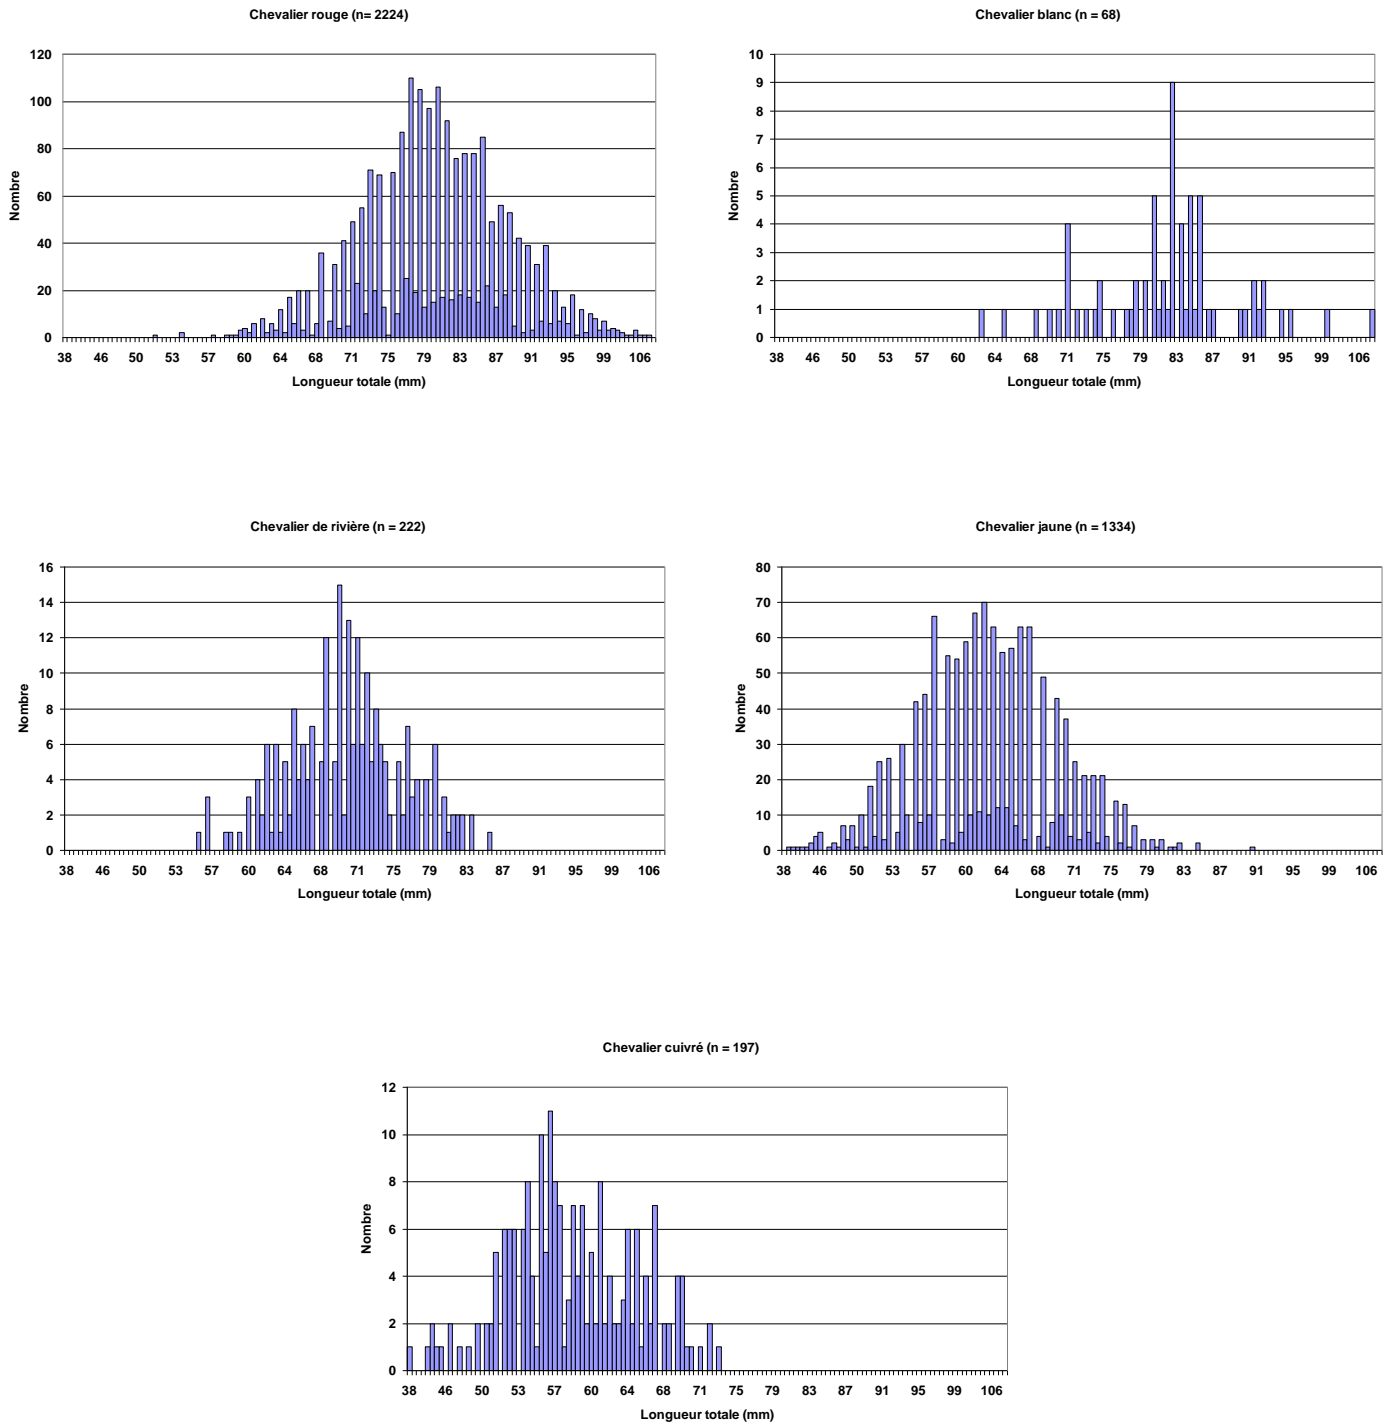 Chevalier rouge (n= 2224)
120
100
80
60
40
20
0
Nombre
38 46 50 53 57 60 64 68 71 75 79 83 87 91 95 99 106
Longueur totale (mm)
Chevalier blanc (n = 68)
10
9
8
7
6
5
4
3
2
1
0
Nombre
38 46 50 53 57 60 64 68 71 75 79 83 87 91 95 99 106
Longueur totale (mm)
Chevalier de rivière (n = 222)
16
14
12
10
8
6
4
2
0
Nombre
38 46 50 53 57 60 64 68 71 75 79 83 87 91 95 99 106
Longueur totale (mm)
Chevalier jaune (n = 1334)
80
70
60
50
40
30
20
10
0
Nombre
38 46 50 53 57 60 64 68 71 75 79 83 87 91 95 99 106
Longueur totale (mm)
Chevalier cuivré (n = 197)
12
10
8
6
4
2
0
Nombre
38 46 50 53 57 60 64 68 71 75 79 83 87 91 95 99 106
Longueur totale (mm)